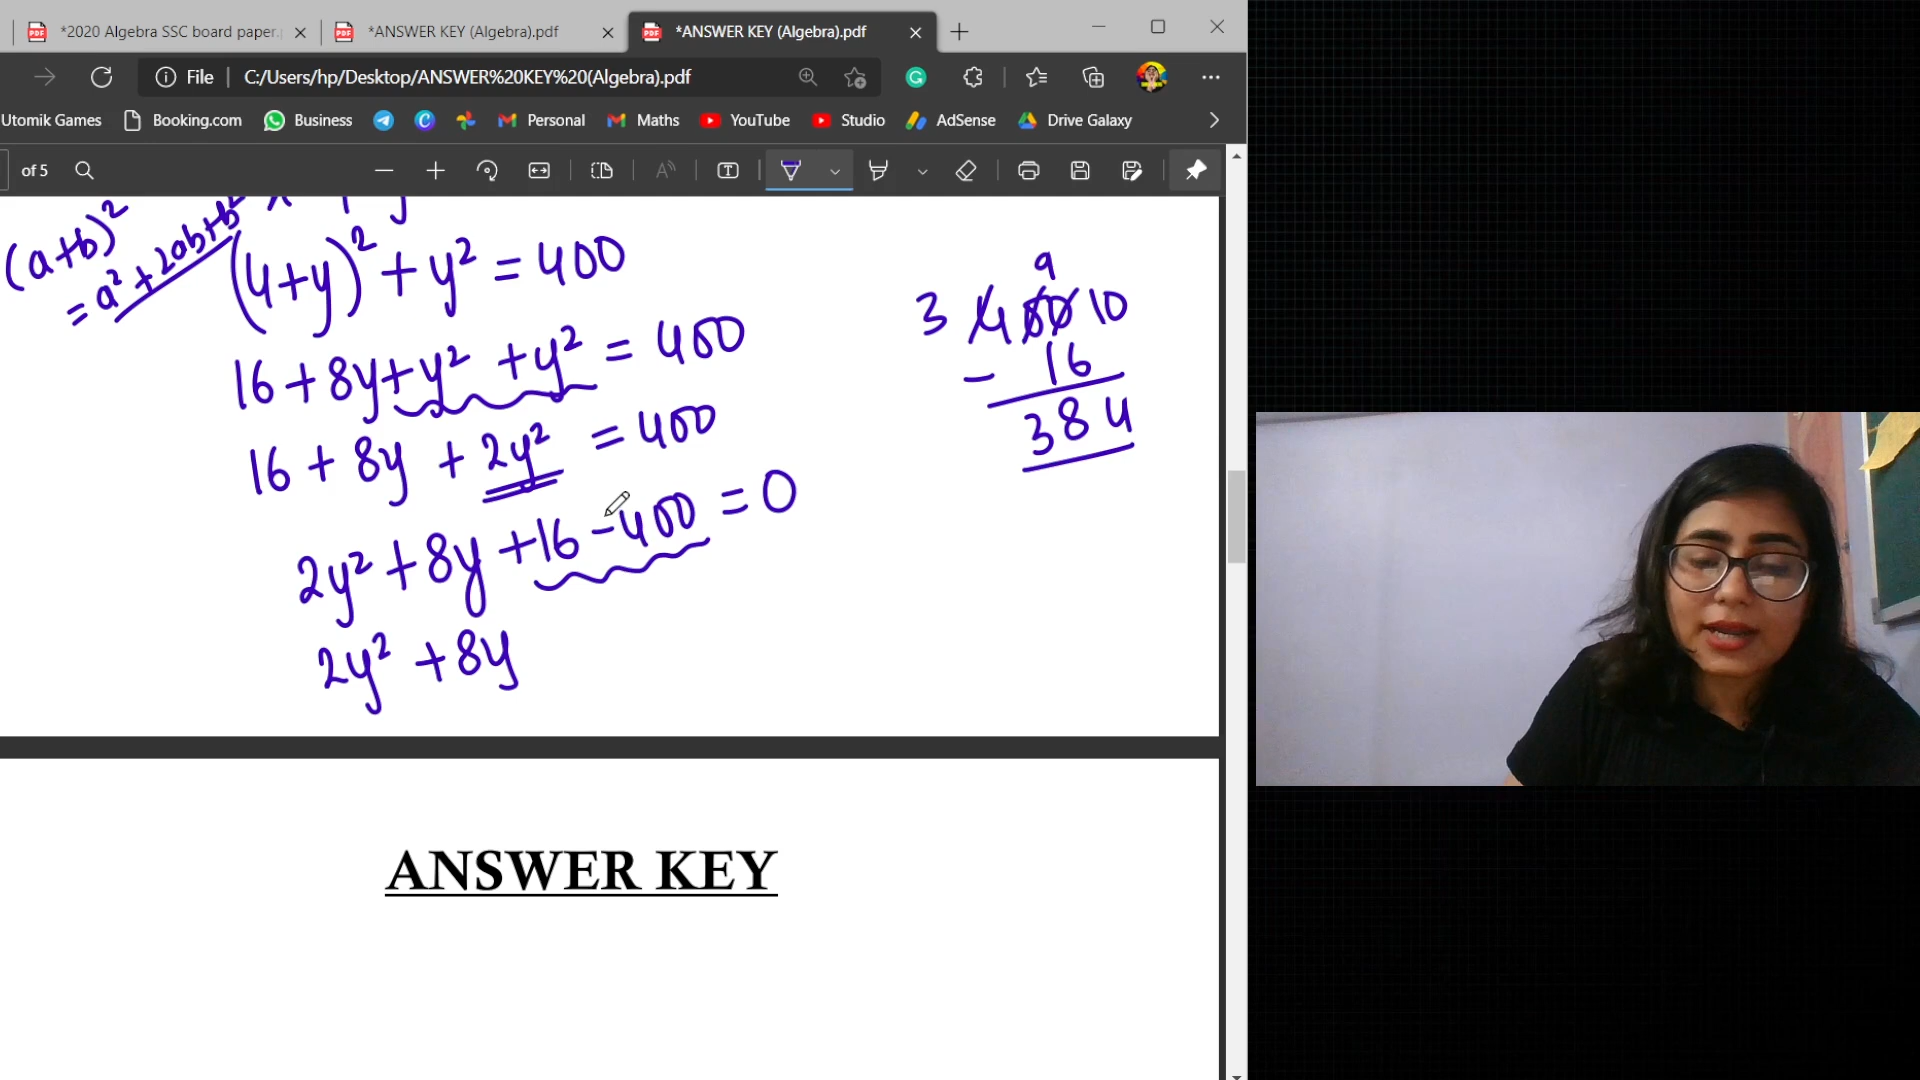 *2020 Algebra SSC board paper.
*ANSWER KEY (Algebra).pdf
*ANSWER KEY (Algebra).pdf
File
C:/Users/hp/Desktop/ANSWER%20KEY%20(Algebra).pdf
Utomik Games
Booking.com
Business
Personal
Maths
YouTube
Studio
AdSense
Drive Galaxy
of 5
(a+b)²
= a² + 2ab + b²
(4+y)² + y² = 400
16 + 8y + y² + y² = 400
16 + 8y + 2y² = 400
2y² + 8y + 16 - 400 = 0
2y² + 8y
9
3 400 10
- 16
384
ANSWER KEY